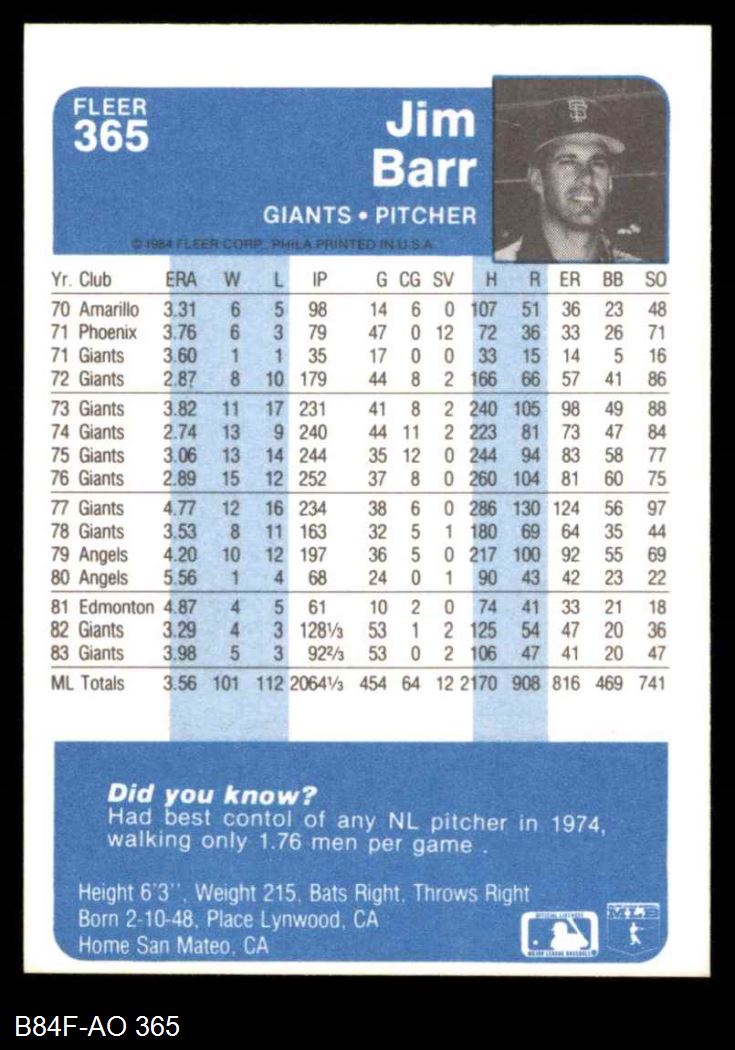 FLEER
365
Jim
Barr
SF
GIANTS • PITCHER
© 1984 FLEER CORP., PHILA PRINTED IN U.S.A.
Yr. Club ERA W L IP G CG SV H R ER BB SO
70 Amarillo 3.31 6 5 98 14 6 0 107 51 36 23 48
71 Phoenix 3.76 6 3 79 47 0 12 72 36 33 26 71
71 Giants 3.60 1 1 35 17 0 0 33 15 14 5 16
72 Giants 2.87 8 10 179 44 8 2 166 66 57 41 86
73 Giants 3.82 11 17 231 41 8 2 240 105 98 49 88
74 Giants 2.74 13 9 240 44 11 2 223 81 73 47 84
75 Giants 3.06 13 14 244 35 12 0 244 94 83 58 77
76 Giants 2.89 15 12 252 37 8 0 260 104 81 60 75
77 Giants 4.77 12 16 234 38 6 0 286 130 124 56 97
78 Giants 3.53 8 11 163 32 5 1 180 69 64 35 44
79 Angels 4.20 10 12 197 36 5 0 217 100 92 55 69
80 Angels 5.56 1 4 68 24 0 1 90 43 42 23 22
81 Edmonton 4.87 4 5 61 10 2 0 74 41 33 21 18
82 Giants 3.29 4 3 128⅓ 53 1 2 125 54 47 20 36
83 Giants 3.98 5 3 92⅔ 53 0 2 106 47 41 20 47
ML Totals 3.56 101 112 2064⅓ 454 64 12 2170 908 816 469 741
Did you know?
Had best contol of any NL pitcher in 1974,
walking only 1.76 men per game .
Height 6'3'', Weight 215, Bats Right, Throws Right
Born 2-10-48, Place Lynwood, CA
Home San Mateo, CA
OFFICIAL LICENSEE
MAJOR LEAGUE BASEBALL
MLB
B84F-AO 365